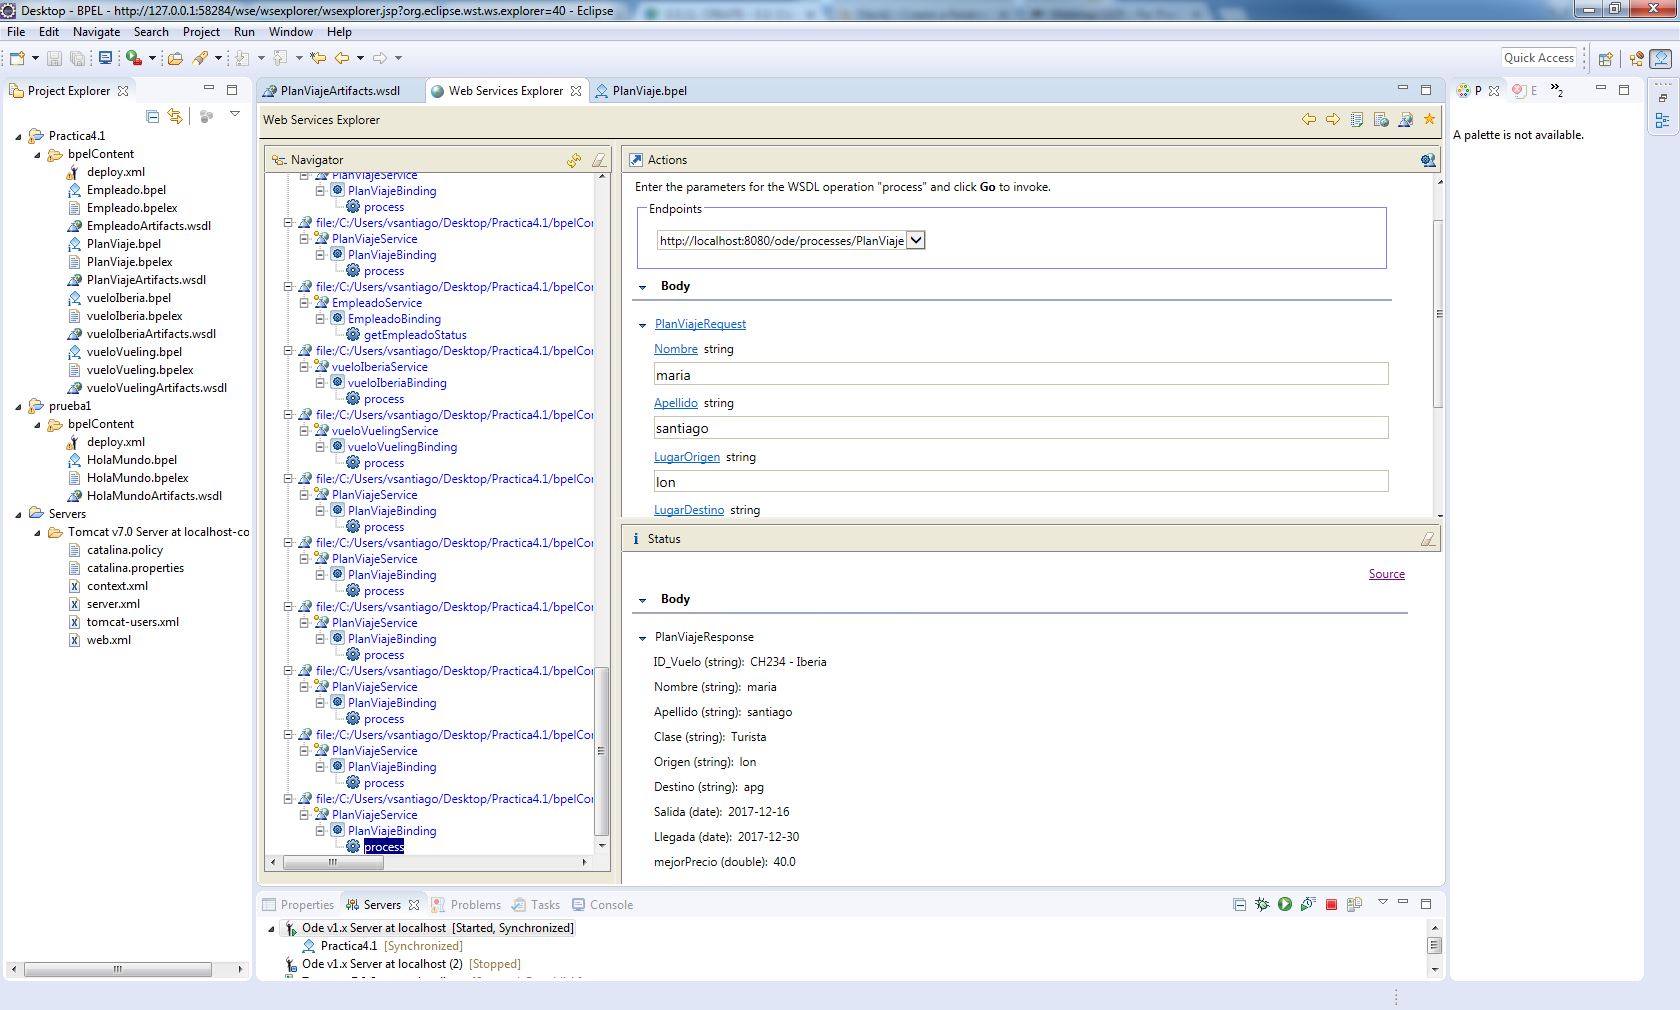 Desktop - BPEL - http://127.0.0.1:58284/wse/wsexplorer/wsexplorer.jsp?org.eclipse.wst.ws.explorer=40 - Eclipse
File Edit Navigate Search Project Run Window Help
Quick Access
Project Explorer
Practica4.1
bpelContent
deploy.xml
Empleado.bpel
Empleado.bpelex
EmpleadoArtifacts.wsdl
PlanViaje.bpel
PlanViaje.bpelex
PlanViajeArtifacts.wsdl
vueloIberia.bpel
vueloIberia.bpelex
vueloIberiaArtifacts.wsdl
vueloVueling.bpel
vueloVueling.bpelex
vueloVuelingArtifacts.wsdl
prueba1
bpelContent
deploy.xml
HolaMundo.bpel
HolaMundo.bpelex
HolaMundoArtifacts.wsdl
Servers
Tomcat v7.0 Server at localhost-co
catalina.policy
catalina.properties
context.xml
server.xml
tomcat-users.xml
web.xml
PlanViajeArtifacts.wsdl Web Services Explorer PlanViaje.bpel
Web Services Explorer
Navigator
PlanViajeService
PlanViajeBinding
process
file:/C:/Users/vsantiago/Desktop/Practica4.1/bpelCor
PlanViajeService
PlanViajeBinding
process
file:/C:/Users/vsantiago/Desktop/Practica4.1/bpelCor
EmpleadoService
EmpleadoBinding
getEmpleadoStatus
file:/C:/Users/vsantiago/Desktop/Practica4.1/bpelCor
vueloIberiaService
vueloIberiaBinding
process
file:/C:/Users/vsantiago/Desktop/Practica4.1/bpelCor
vueloVuelingService
vueloVuelingBinding
process
file:/C:/Users/vsantiago/Desktop/Practica4.1/bpelCor
PlanViajeService
PlanViajeBinding
process
file:/C:/Users/vsantiago/Desktop/Practica4.1/bpelCor
PlanViajeService
PlanViajeBinding
process
file:/C:/Users/vsantiago/Desktop/Practica4.1/bpelCor
PlanViajeService
PlanViajeBinding
process
file:/C:/Users/vsantiago/Desktop/Practica4.1/bpelCor
PlanViajeService
PlanViajeBinding
process
file:/C:/Users/vsantiago/Desktop/Practica4.1/bpelCor
PlanViajeService
PlanViajeBinding
process
file:/C:/Users/vsantiago/Desktop/Practica4.1/bpelCor
PlanViajeService
PlanViajeBinding
process
Actions
Enter the parameters for the WSDL operation "process" and click Go to invoke.
Endpoints
http://localhost:8080/ode/processes/PlanViaje
Body
PlanViajeRequest
Nombre string
maria
Apellido string
santiago
LugarOrigen string
lon
LugarDestino string
Status
Source
Body
PlanViajeResponse
ID_Vuelo (string): CH234 - Iberia
Nombre (string): maria
Apellido (string): santiago
Clase (string): Turista
Origen (string): lon
Destino (string): apg
Salida (date): 2017-12-16
Llegada (date): 2017-12-30
mejorPrecio (double): 40.0
Properties Servers Problems Tasks Console
Ode v1.x Server at localhost [Started, Synchronized]
Practica4.1 [Synchronized]
Ode v1.x Server at localhost (2) [Stopped]
P E »2
A palette is not available.